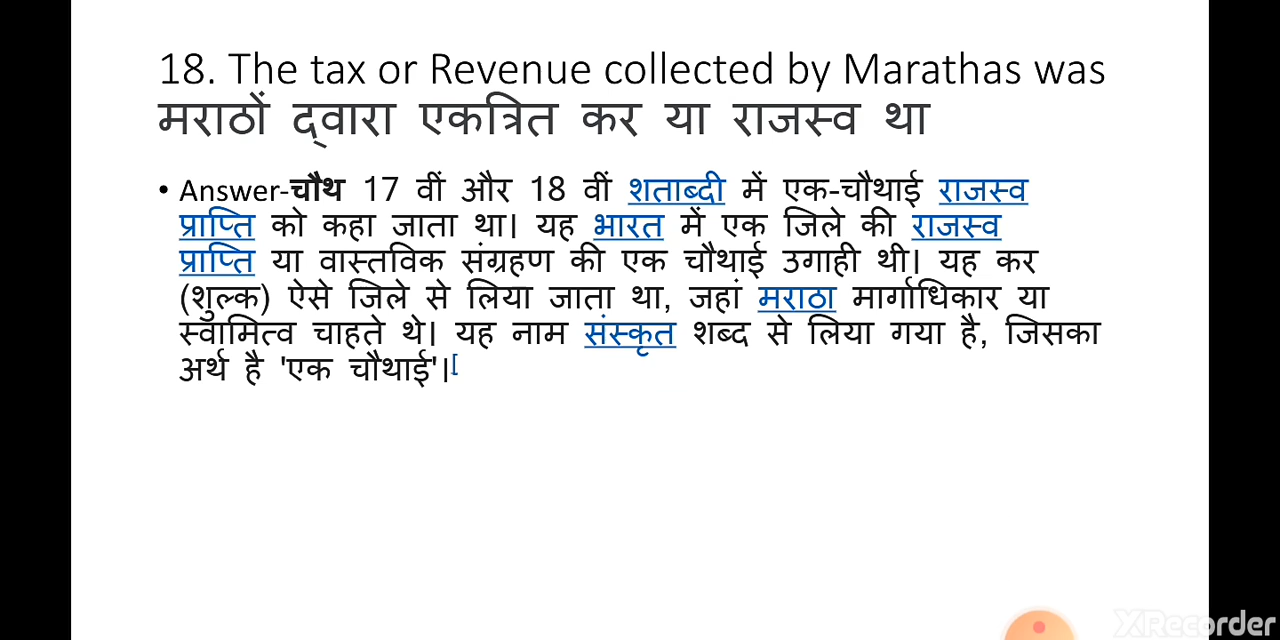 18. The tax or Revenue collected by Marathas was
मराठों द्वारा एकत्रित कर या राजस्व था
• Answer-चौथ 17 वीं और 18 वीं शताब्दी में एक-चौथाई राजस्व
प्राप्ति को कहा जाता था। यह भारत में एक जिले की राजस्व
प्राप्ति या वास्तविक संग्रहण की एक चौथाई उगाही थी। यह कर
(शुल्क) ऐसे जिले से लिया जाता था, जहां मराठा मार्गाधिकार या
स्वामित्व चाहते थे। यह नाम संस्कृत शब्द से लिया गया है, जिसका
अर्थ है 'एक चौथाई'।[
XRecorder